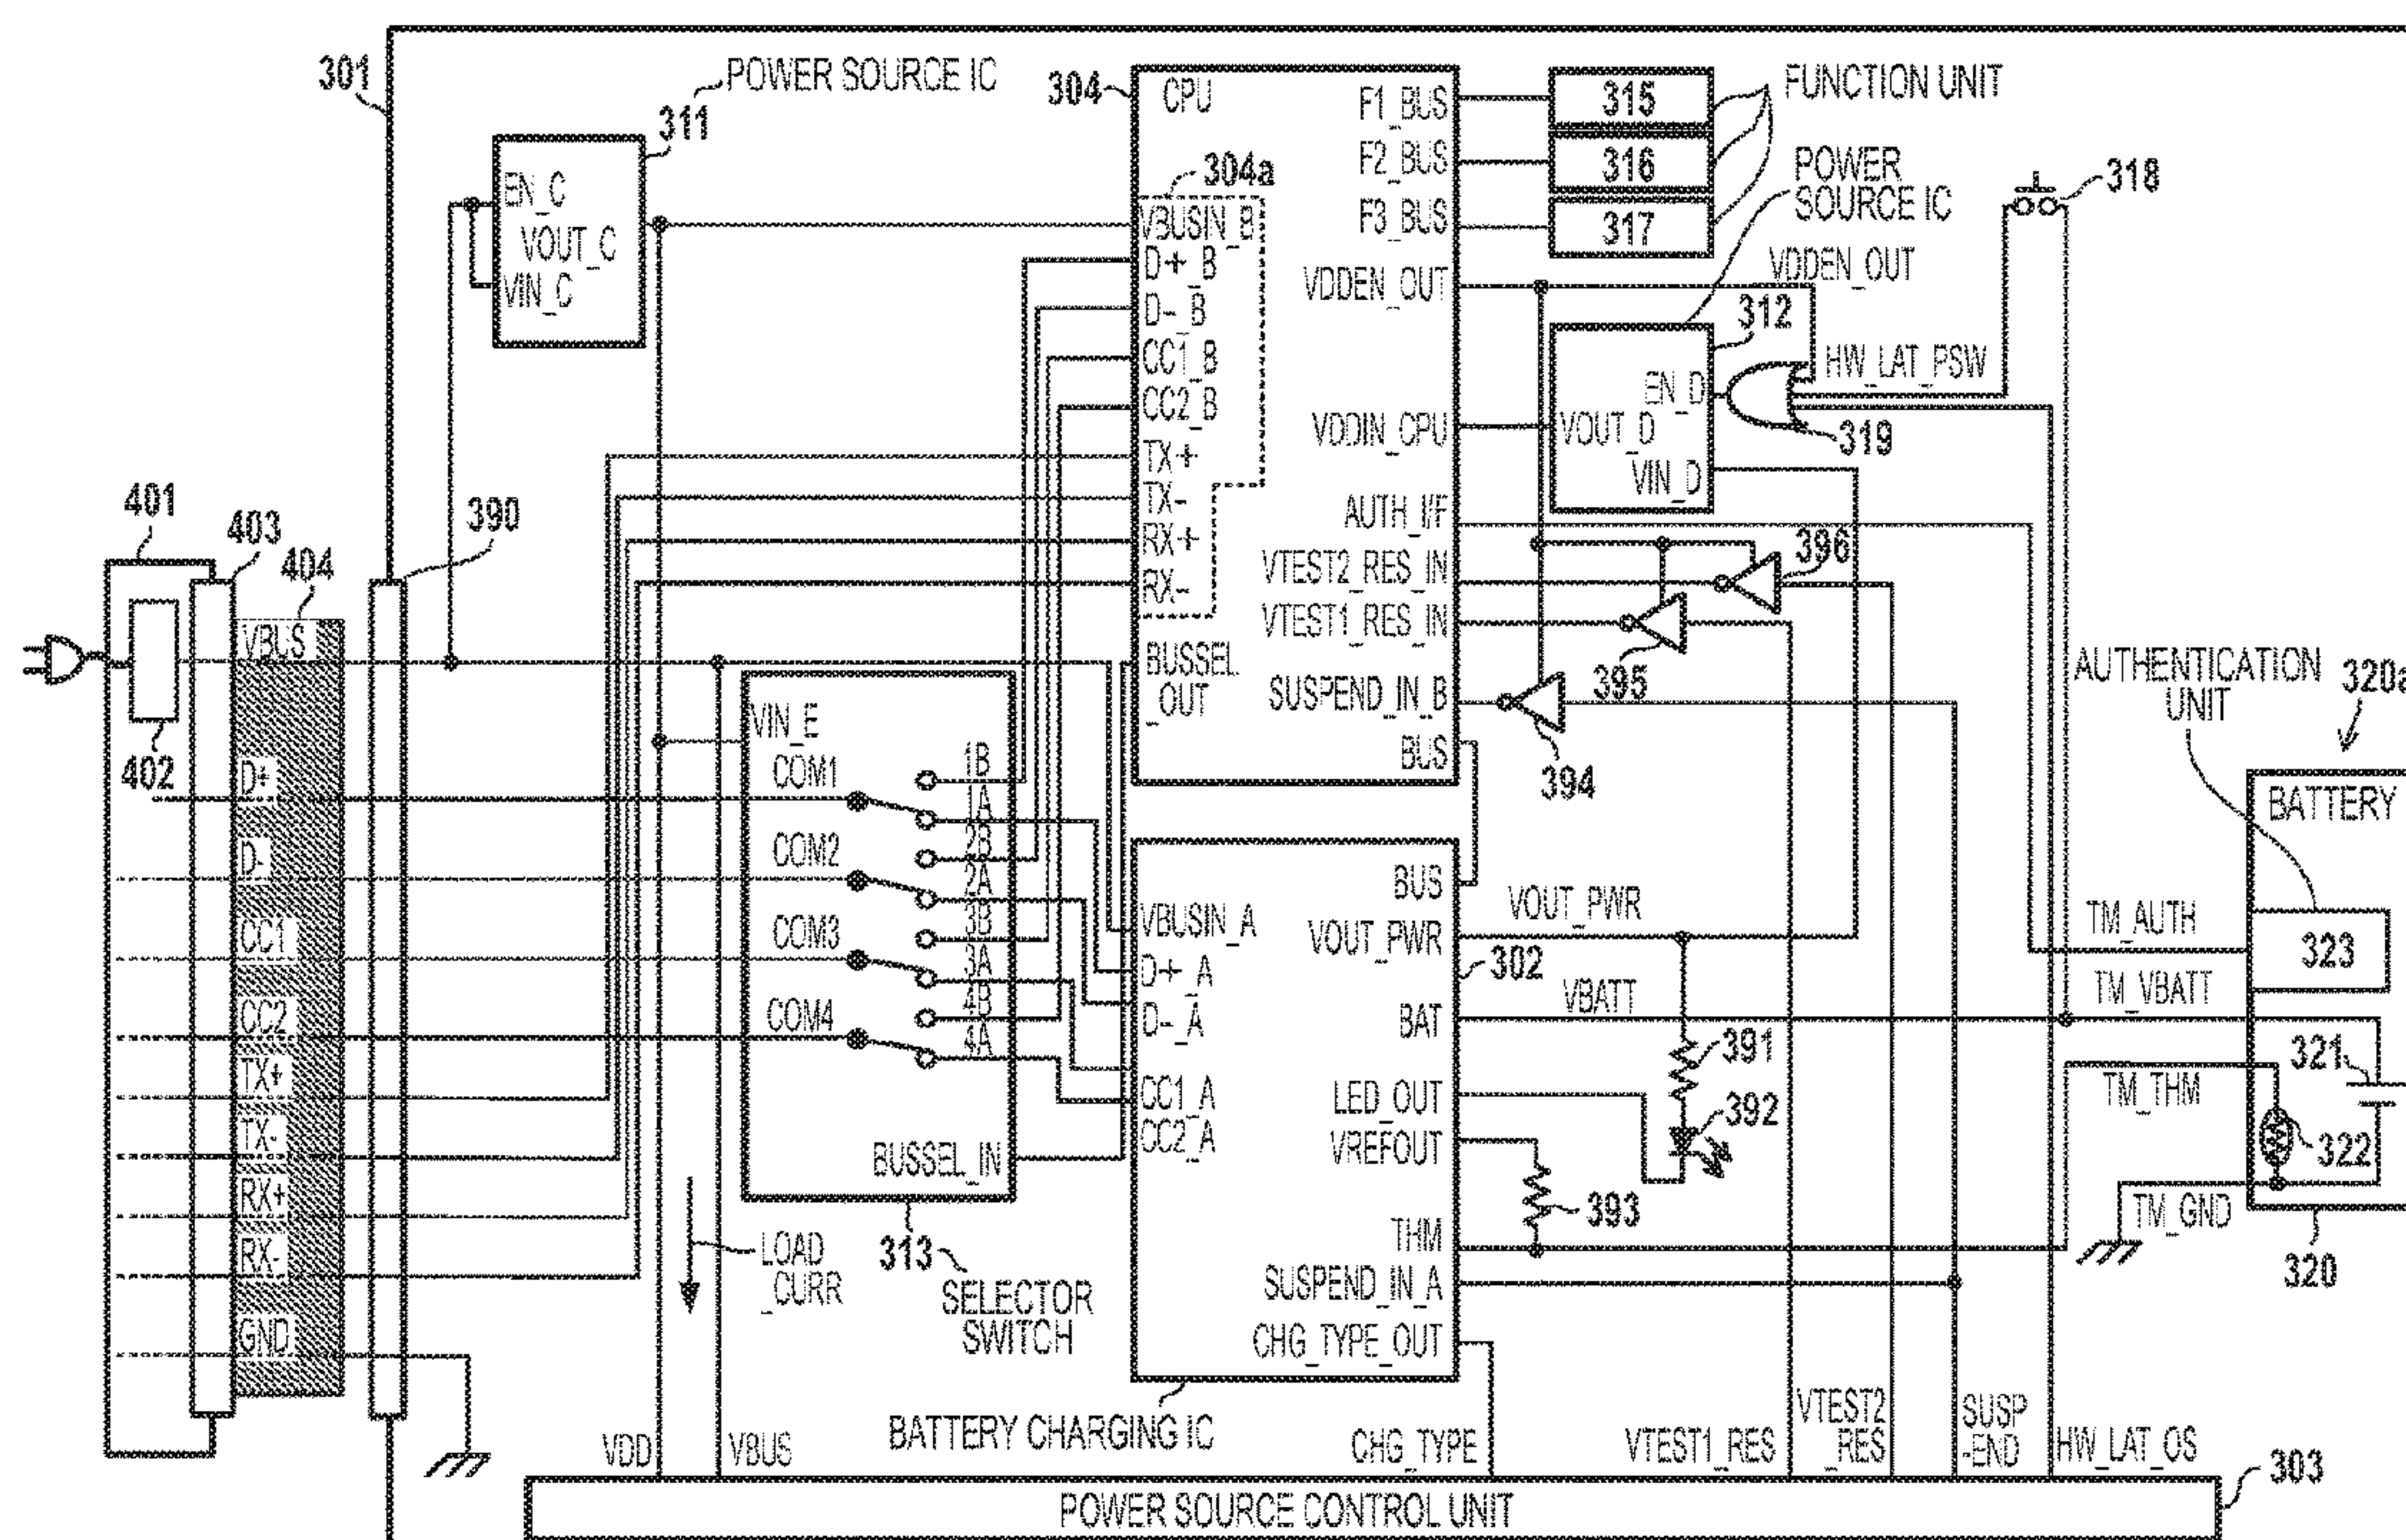 301
POWER SOURCE IC
311
EN_C
VOUT_C
VIN_C
304
CPU
304a
VBUSIN_B
D+_B
D-_B
CC1_B
CC2_B
TX+
TX-
RX+
RX-
BUSSEL
_OUT
F1_BUS
F2_BUS
F3_BUS
VDDEN_OUT
VDDIN_CPU
AUTH_I/F
VTEST2_RES_IN
VTEST1_RES_IN
SUSPEND_IN_B
BUS
315
316
317
FUNCTION UNIT
POWER
SOURCE IC
VDDEN_OUT
312
EN_D
VOUT_D
VIN_D
HW_LAT_PSW
318
319
396
395
394
401
403
404
390
402
VBUS
D+
D-
CC1
CC2
TX+
TX-
RX+
RX-
GND
VIN_E
COM1
COM2
COM3
COM4
1B
1A
2B
2A
3B
3A
4B
4A
BUSSEL_IN
313
SELECTOR
SWITCH
LOAD
_CURR
VBUSIN_A
D+_A
D-_A
CC1_A
CC2_A
BUS
VOUT_PWR
BAT
LED_OUT
VREFOUT
THM
SUSPEND_IN_A
CHG_TYPE_OUT
302
VOUT_PWR
VBATT
391
392
393
BATTERY CHARGING IC
AUTHENTICATION
UNIT
320a
BATTERY
323
TM_AUTH
TM_VBATT
321
TM_THM
322
TM_GND
320
VDD
VBUS
CHG_TYPE
VTEST1_RES
VTEST2
_RES
SUSP
-END
HW_LAT_OS
303
POWER SOURCE CONTROL UNIT